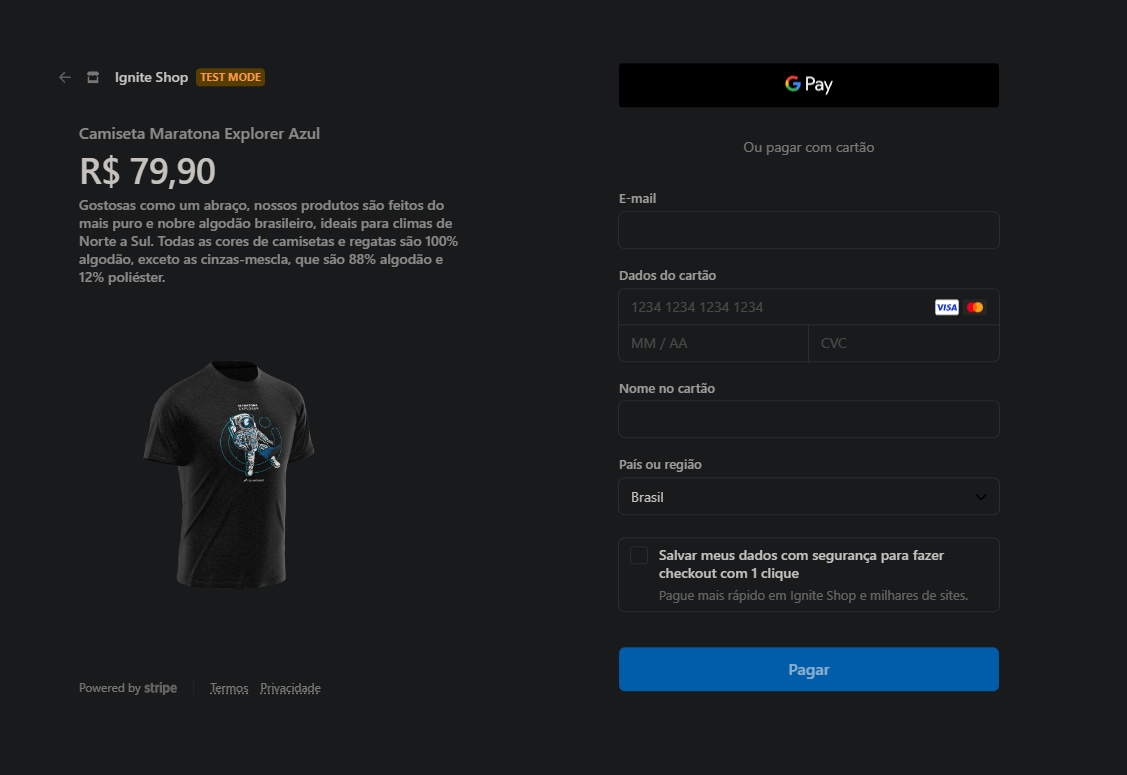 Ignite Shop TEST MODE
Camiseta Maratona Explorer Azul
R$ 79,90
Gostosas como um abraço, nossos produtos são feitos do
mais puro e nobre algodão brasileiro, ideais para climas de
Norte a Sul. Todas as cores de camisetas e regatas são 100%
algodão, exceto as cinzas-mescla, que são 88% algodão e
12% poliéster.
MARATONA
EXPLORER
Powered by stripe
Termos Privacidade
G Pay
Ou pagar com cartão
E-mail
Dados do cartão
1234 1234 1234 1234 VISA
MM / AA CVC
Nome no cartão
País ou região
Brasil
Salvar meus dados com segurança para fazer
checkout com 1 clique
Pague mais rápido em Ignite Shop e milhares de sites.
Pagar